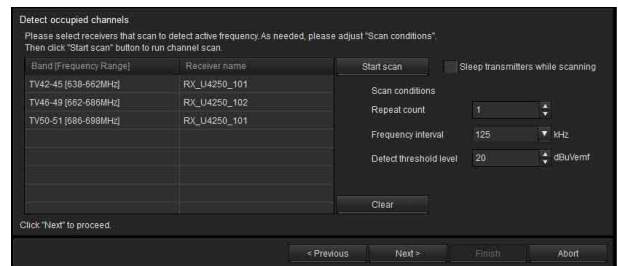 Detect occupied channels
Please select receivers that scan to detect active frequency. As needed, please adjust "Scan conditions".
Then click "Start scan" button to run channel scan.
Band [Frequency Range] Receiver name
TV42-45 [638-662MHz] RX_U4250_101
TV46-49 [662-686MHz] RX_U4250_102
TV50-51 [686-698MHz] RX_U4250_101
Start scan Sleep transmitters while scanning
Scan conditions
Repeat count 1
Frequency interval 125 kHz
Detect threshold level 20 dBuVemf
Clear
Click "Next" to proceed.
< Previous Next > Finish Abort